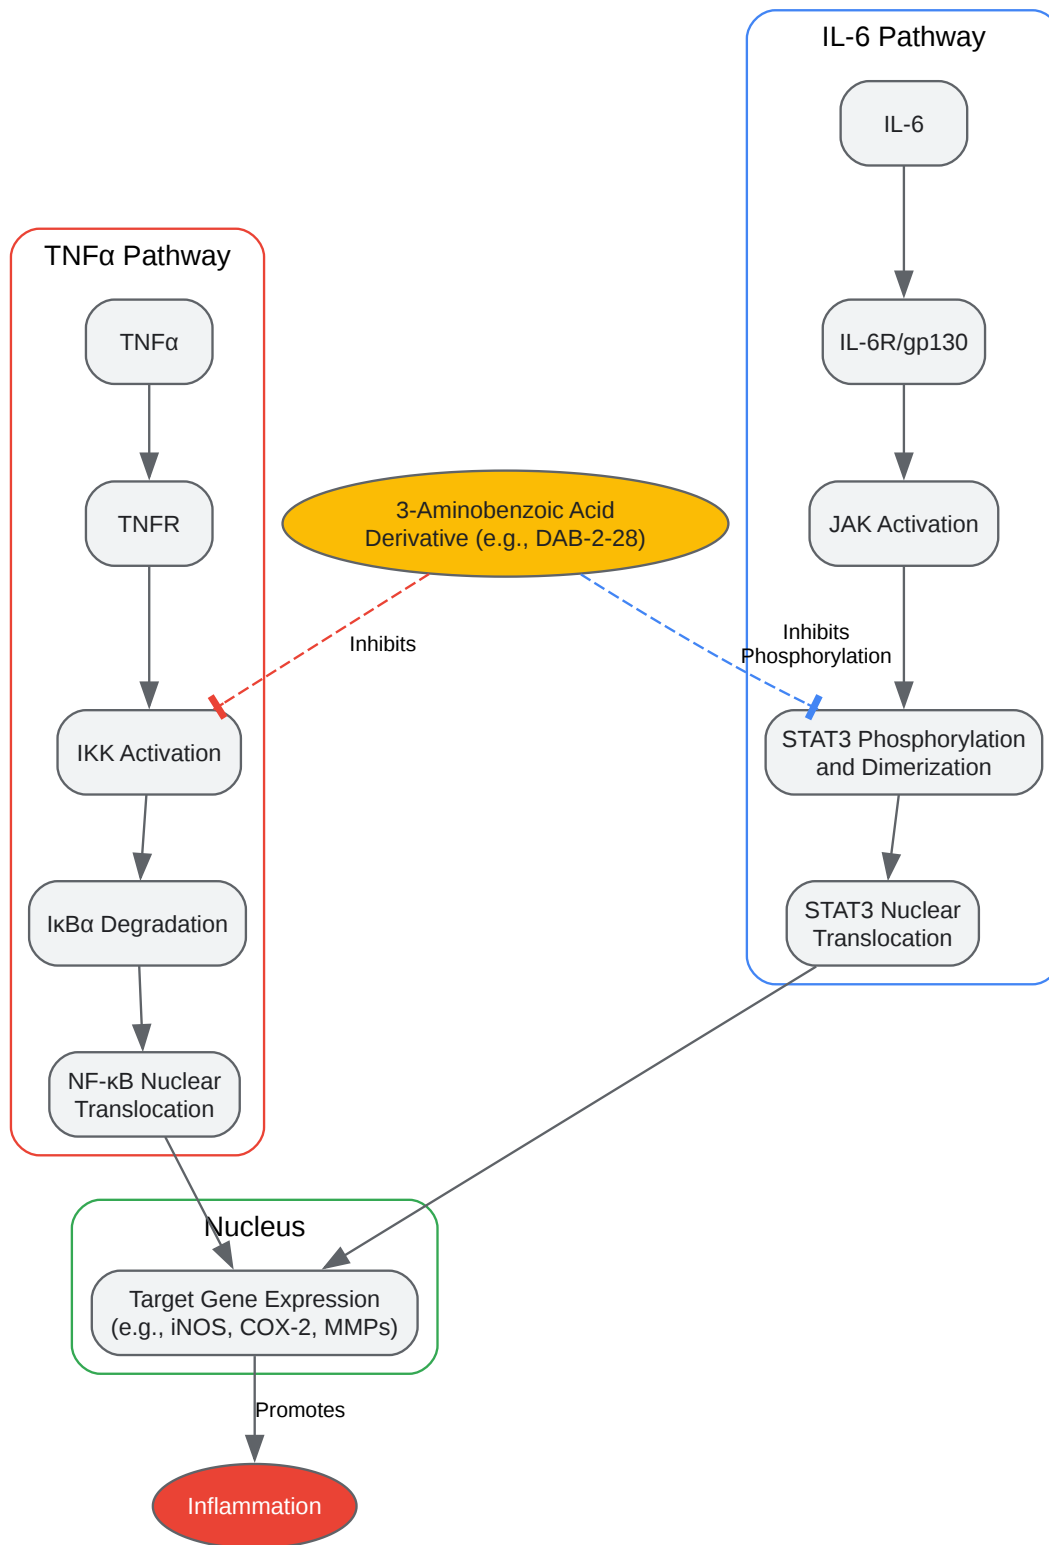 IL-6 Pathway
IL-6
IL-6R/gp130
JAK Activation
Inhibits
Phosphorylation
STAT3 Phosphorylation
and Dimerization
STAT3 Nuclear
Translocation
TNFα Pathway
TNFα
TNFR
3-Aminobenzoic Acid
Derivative (e.g., DAB-2-28)
Inhibits
IKK Activation
IκBα Degradation
NF-κB Nuclear
Translocation
Nucleus
Target Gene Expression
(e.g., iNOS, COX-2, MMPs)
Promotes
Inflammation